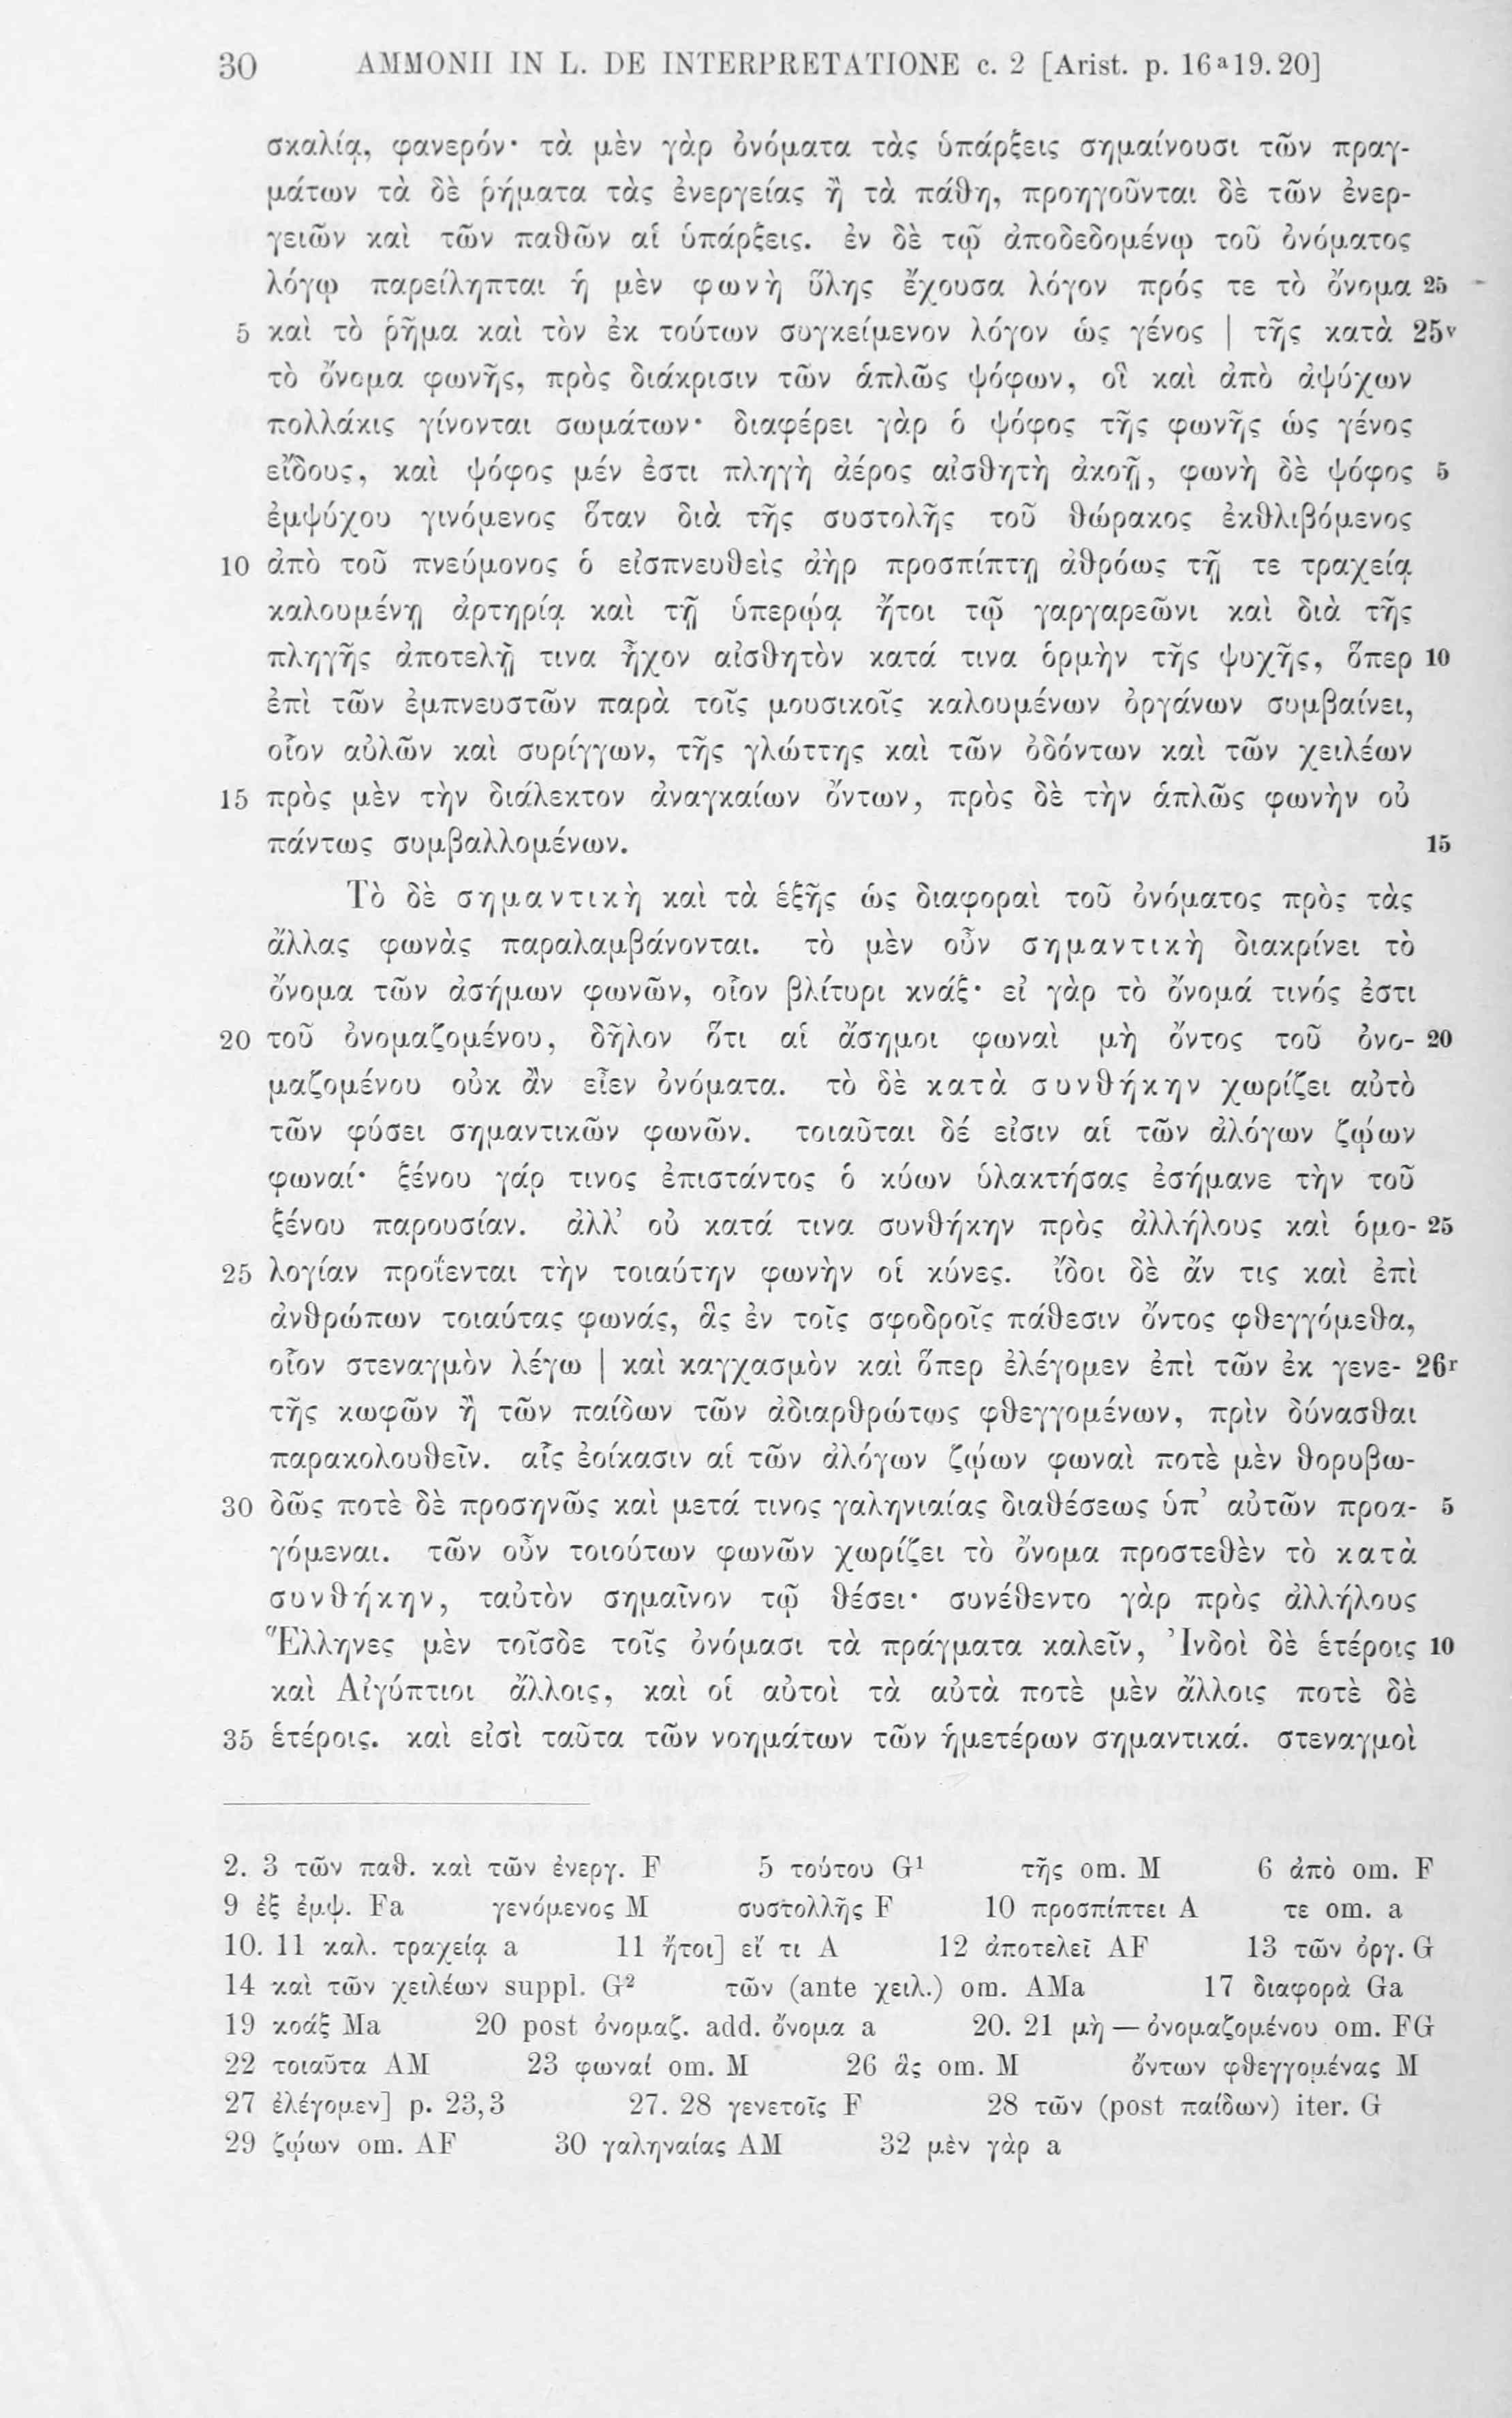 30 AMMONII IN L. DE INTERPRETATIONE c. 2 [Arist. p. 16ᵃ19.20]
σκαλίᾳ, φανερόν· τὰ μὲν γὰρ ὀνόματα τὰς ὑπάρξεις σημαίνουσι τῶν πραγ-
μάτων τὰ δὲ ῥήματα τὰς ἐνεργείας ἢ τὰ πάθη, προηγοῦνται δὲ τῶν ἐνερ-
γειῶν καὶ τῶν παθῶν αἱ ὑπάρξεις. ἐν δὲ τῷ ἀποδεδομένῳ τοῦ ὀνόματος
λόγῳ παρείληπται ἡ μὲν φωνὴ ὕλης ἔχουσα λόγον πρός τε τὸ ὄνομα 25
5 καὶ τὸ ῥῆμα καὶ τὸν ἐκ τούτων συγκείμενον λόγον ὡς γένος | τῆς κατὰ 25ᵛ
τὸ ὄνομα φωνῆς, πρὸς διάκρισιν τῶν ἁπλῶς ψόφων, οἳ καὶ ἀπὸ ἀψύχων
πολλάκις γίνονται σωμάτων· διαφέρει γὰρ ὁ ψόφος τῆς φωνῆς ὡς γένος
εἴδους, καὶ ψόφος μέν ἐστι πληγὴ ἀέρος αἰσθητὴ ἀκοῇ, φωνὴ δὲ ψόφος 5
ἐμψύχου γινόμενος ὅταν διὰ τῆς συστολῆς τοῦ θώρακος ἐκθλιβόμενος
10 ἀπὸ τοῦ πνεύμονος ὁ εἰσπνευθεὶς ἀὴρ προσπίπτῃ ἀθρόως τῇ τε τραχείᾳ
καλουμένῃ ἀρτηρίᾳ καὶ τῇ ὑπερῴᾳ ἤτοι τῷ γαργαρεῶνι καὶ διὰ τῆς
πληγῆς ἀποτελῇ τινα ἦχον αἰσθητὸν κατά τινα ὁρμὴν τῆς ψυχῆς, ὅπερ 10
ἐπὶ τῶν ἐμπνευστῶν παρὰ τοῖς μουσικοῖς καλουμένων ὀργάνων συμβαίνει,
οἷον αὐλῶν καὶ συρίγγων, τῆς γλώττης καὶ τῶν ὀδόντων καὶ τῶν χειλέων
15 πρὸς μὲν τὴν διάλεκτον ἀναγκαίων ὄντων, πρὸς δὲ τὴν ἁπλῶς φωνὴν οὐ
πάντως συμβαλλομένων. 15
Τὸ δὲ σημαντικὴ καὶ τὰ ἑξῆς ὡς διαφοραὶ τοῦ ὀνόματος πρὸς τὰς
ἄλλας φωνὰς παραλαμβάνονται. τὸ μὲν οὖν σημαντικὴ διακρίνει τὸ
ὄνομα τῶν ἀσήμων φωνῶν, οἷον βλίτυρι κνάξ· εἰ γὰρ τὸ ὄνομά τινός ἐστι
20 τοῦ ὀνομαζομένου, δῆλον ὅτι αἱ ἄσημοι φωναὶ μὴ ὄντος τοῦ ὀνο- 20
μαζομένου οὐκ ἂν εἶεν ὀνόματα. τὸ δὲ κατὰ συνθήκην χωρίζει αὐτὸ
τῶν φύσει σημαντικῶν φωνῶν. τοιαῦται δέ εἰσιν αἱ τῶν ἀλόγων ζῴων
φωναί· ξένου γάρ τινος ἐπιστάντος ὁ κύων ὑλακτήσας ἐσήμανε τὴν τοῦ
ξένου παρουσίαν. ἀλλ’ οὐ κατά τινα συνθήκην πρὸς ἀλλήλους καὶ ὁμο- 25
25 λογίαν προΐενται τὴν τοιαύτην φωνὴν οἱ κύνες. ἴδοι δὲ ἄν τις καὶ ἐπὶ
ἀνθρώπων τοιαύτας φωνάς, ἃς ἐν τοῖς σφοδροῖς πάθεσιν ὄντος φθεγγόμεθα,
οἷον στεναγμὸν λέγω | καὶ καγχασμὸν καὶ ὅπερ ἐλέγομεν ἐπὶ τῶν ἐκ γενε- 26ʳ
τῆς κωφῶν ἢ τῶν παίδων τῶν ἀδιαρθρώτως φθεγγομένων, πρὶν δύνασθαι
παρακολουθεῖν. αἷς ἐοίκασιν αἱ τῶν ἀλόγων ζῴων φωναὶ ποτὲ μὲν θορυβω-
30 δῶς ποτὲ δὲ προσηνῶς καὶ μετά τινος γαληνιαίας διαθέσεως ὑπ’ αὐτῶν προα- 5
γόμεναι. τῶν οὖν τοιούτων φωνῶν χωρίζει τὸ ὄνομα προστεθὲν τὸ κατὰ
συνθήκην, ταὐτὸν σημαῖνον τῷ θέσει· συνέθεντο γὰρ πρὸς ἀλλήλους
Ἕλληνες μὲν τοῖσδε τοῖς ὀνόμασι τὰ πράγματα καλεῖν, Ἰνδοὶ δὲ ἑτέροις 10
καὶ Αἰγύπτιοι ἄλλοις, καὶ οἱ αὐτοὶ τὰ αὐτὰ ποτὲ μὲν ἄλλοις ποτὲ δὲ
35 ἑτέροις. καὶ εἰσὶ ταῦτα τῶν νοημάτων τῶν ἡμετέρων σημαντικά. στεναγμοὶ
2. 3 τῶν παθ. καὶ τῶν ἐνεργ. F 5 τούτου G¹ τῆς om. M 6 ἀπὸ om. F
9 ἐξ ἐμψ. Fa γενόμενος M συστολλῆς F 10 προσπίπτει A τε om. a
10. 11 καλ. τραχείᾳ a 11 ἤτοι] εἴ τι A 12 ἀποτελεῖ AF 13 τῶν ὀργ. G
14 καὶ τῶν χειλέων suppl. G² τῶν (ante χειλ.) om. AMa 17 διαφορὰ Ga
19 κοάξ Ma 20 post ὀνομαζ. add. ὄνομα a 20. 21 μὴ — ὀνομαζομένου om. FG
22 τοιαῦτα AM 23 φωναί om. M 26 ἃς om. M ὄντων φθεγγομένας M
27 ἐλέγομεν] p. 23,3 27. 28 γενετοῖς F 28 τῶν (post παίδων) iter. G
29 ζῴων om. AF 30 γαληναίας AM 32 μὲν γὰρ a